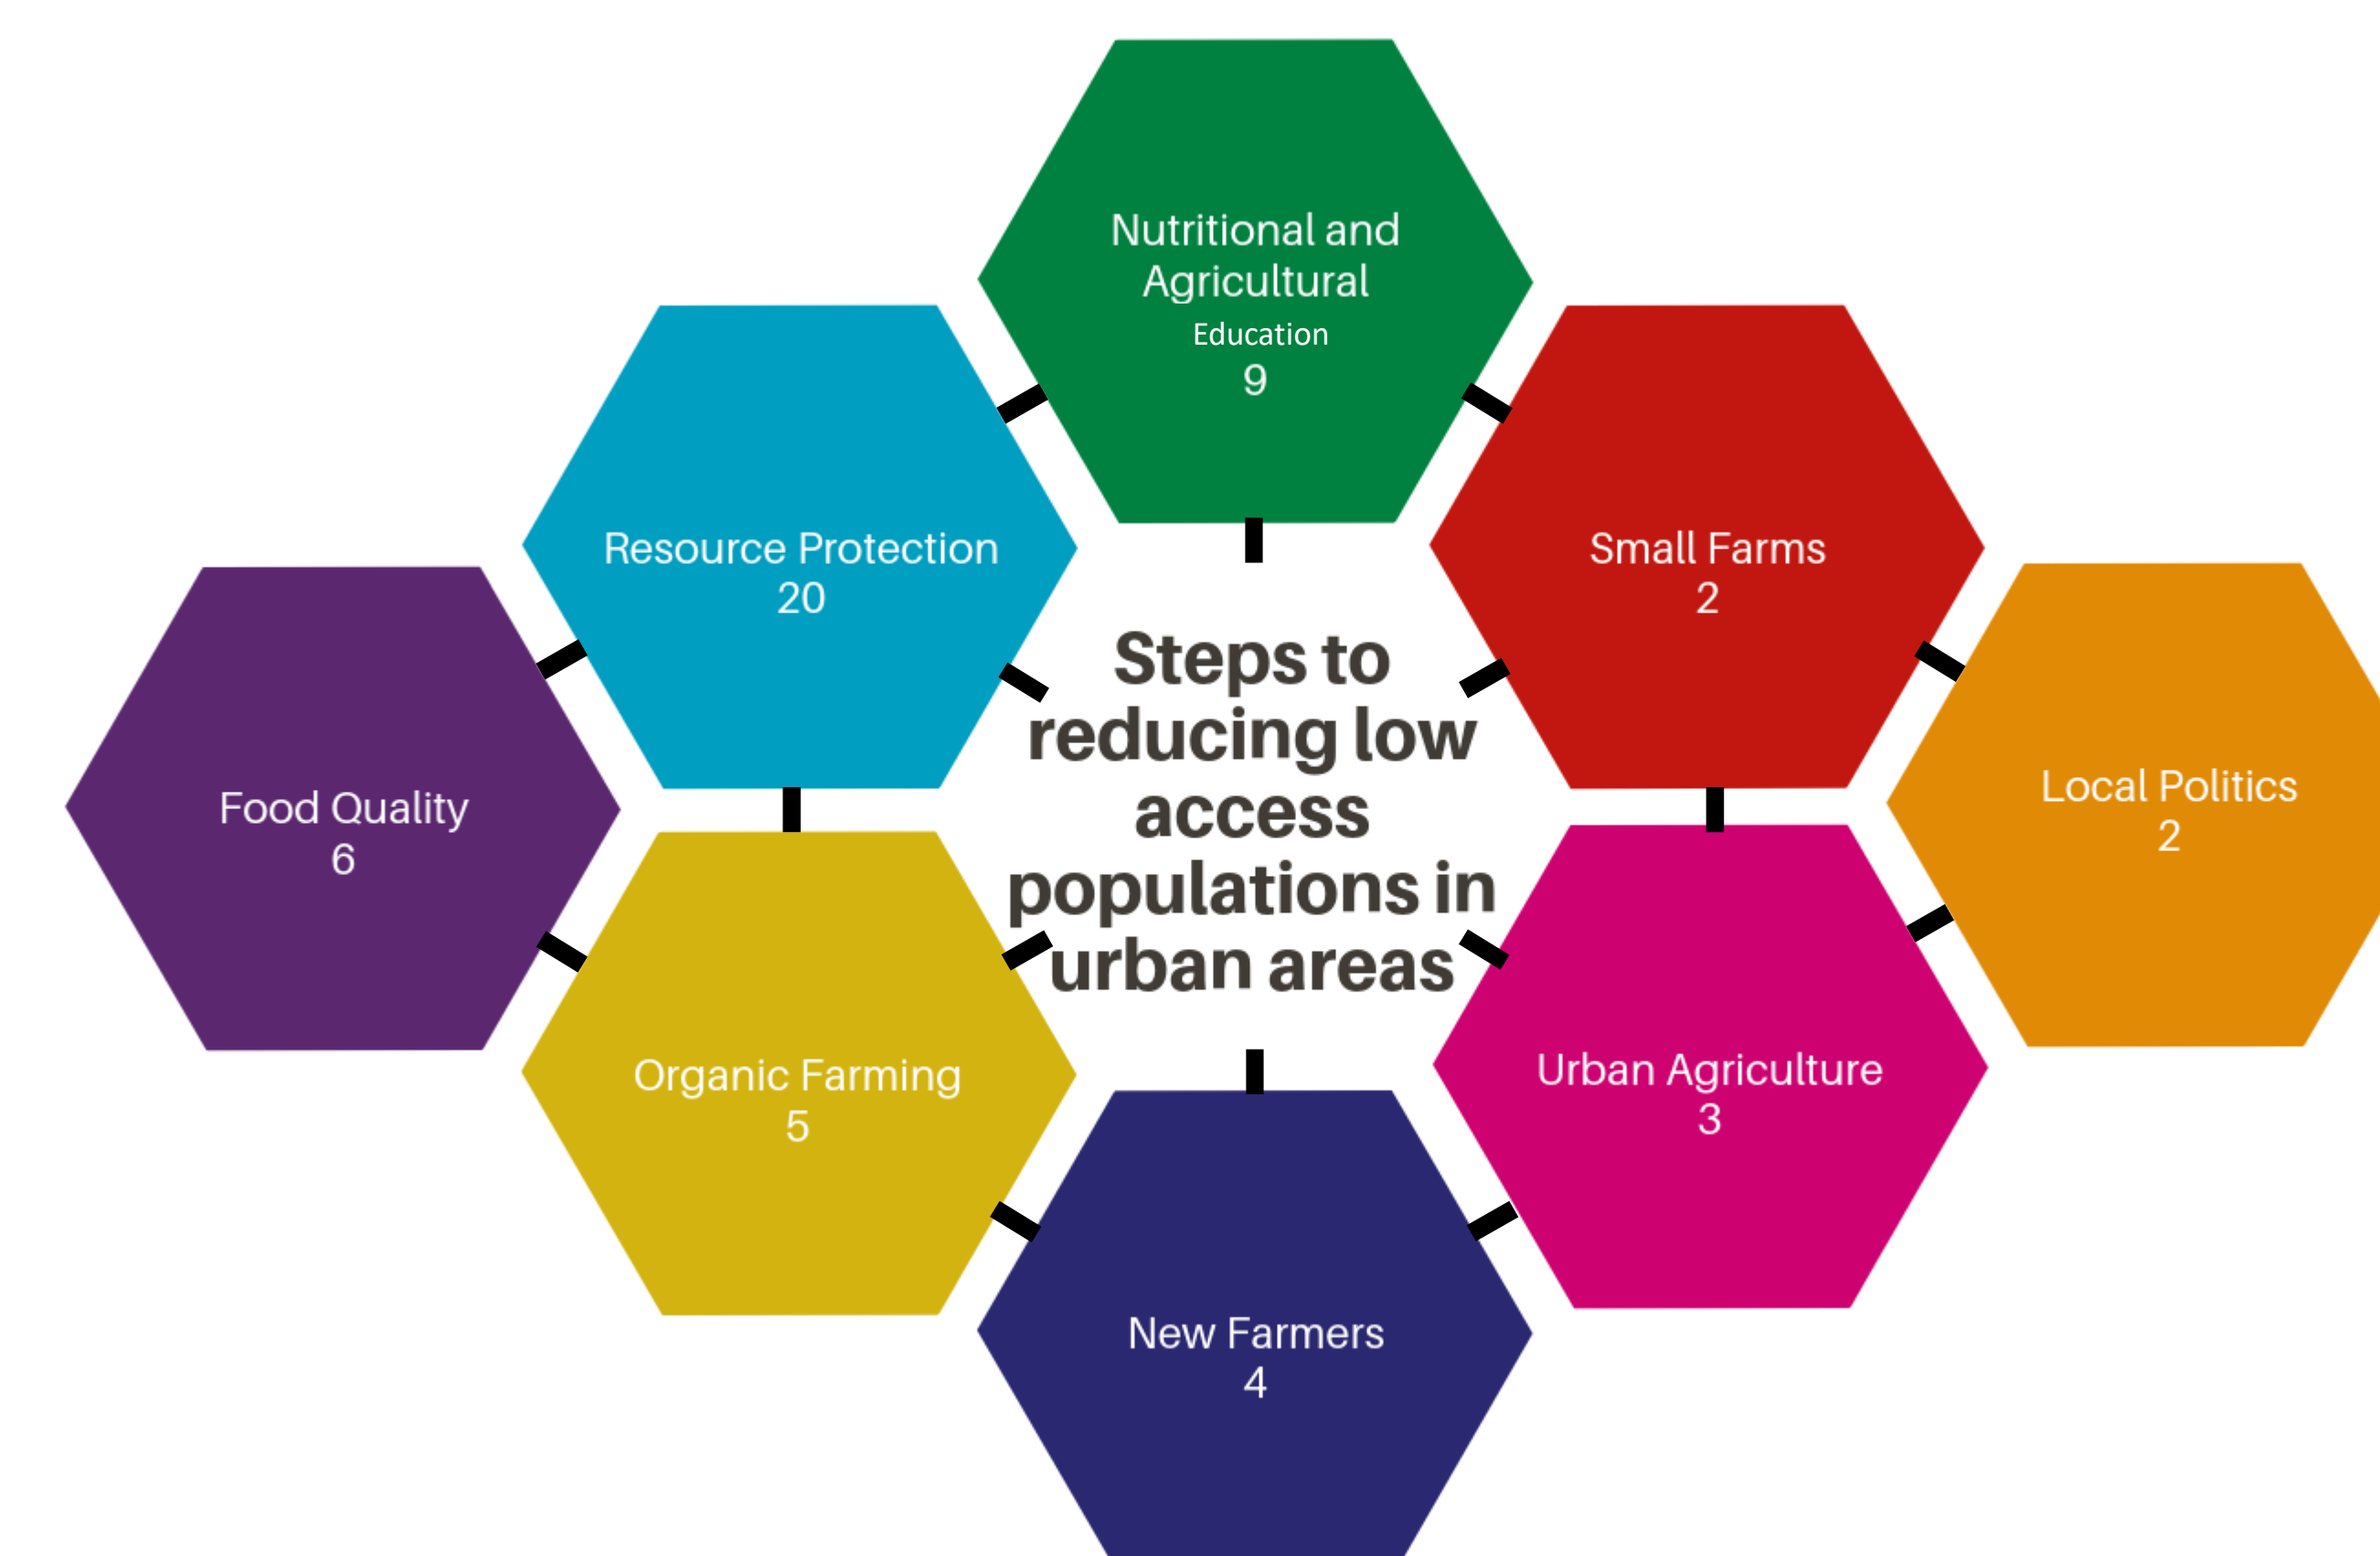 Nutritional and
Agricultural
Education
9
Resource Protection
20
Small Farms
2
Steps to
reducing low
access
populations in
urban areas
Food Quality
6
Local Politics
2
Organic Farming
5
Urban Agriculture
3
New Farmers
4